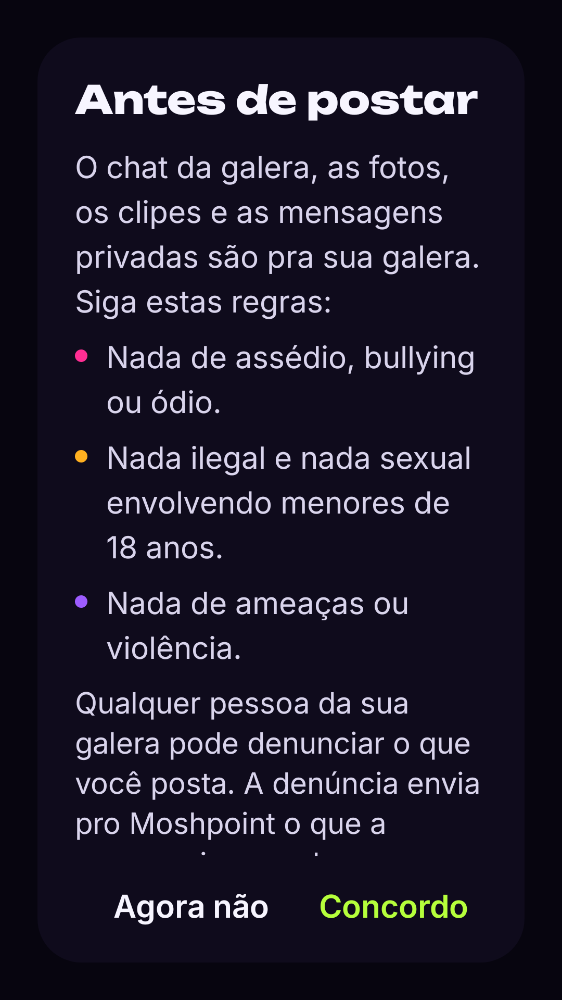 Antes de postar
O chat da galera, as fotos,
os clipes e as mensagens
privadas são pra sua galera.
Siga estas regras:
Nada de assédio, bullying
ou ódio.
Nada ilegal e nada sexual
envolvendo menores de
18 anos.
Nada de ameaças ou
violência.
Qualquer pessoa da sua
galera pode denunciar o que
você posta. A denúncia envia
pro Moshpoint o que a
Agora não
Concordo